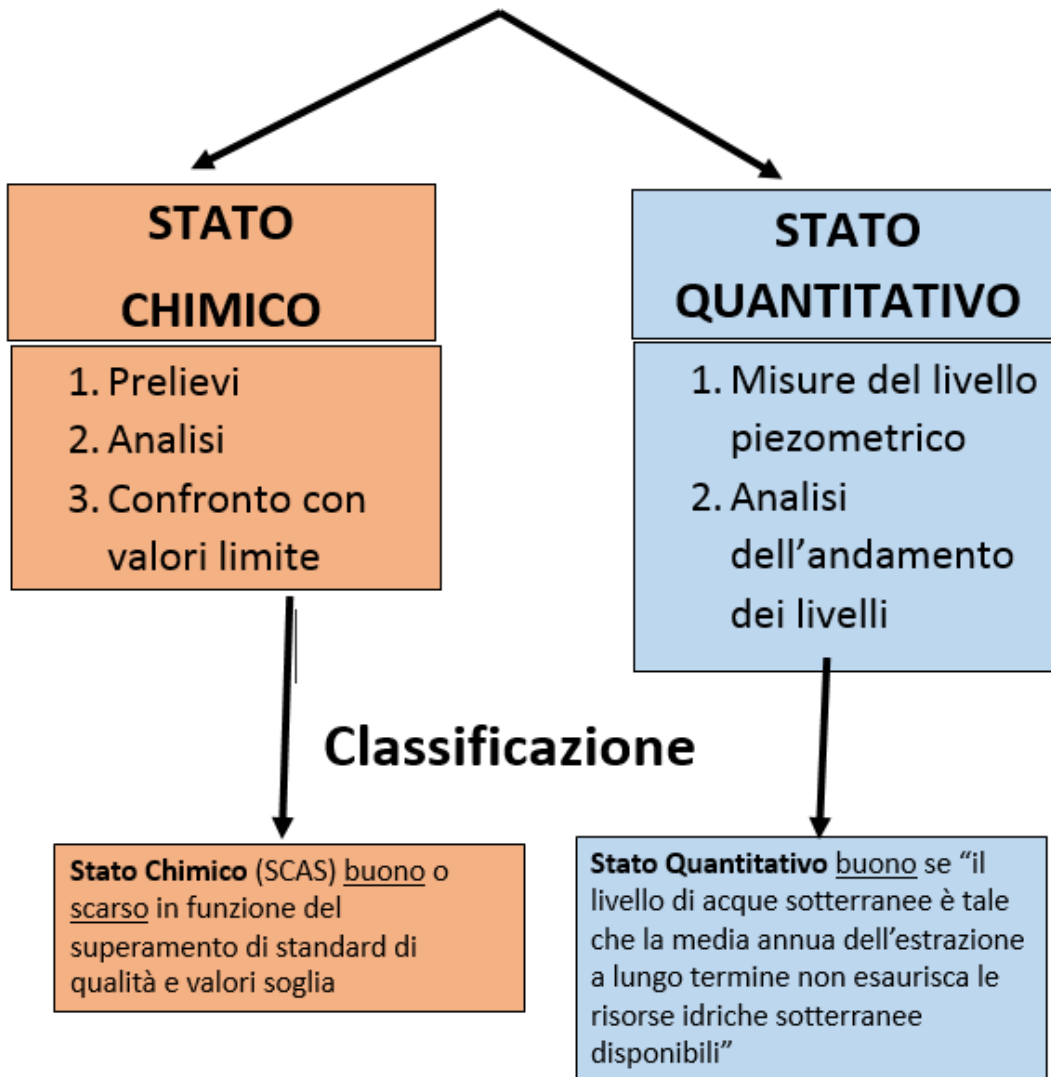 STATO
CHIMICO
1. Prelievi
2. Analisi
3. Confronto con
valori limite
STATO
QUANTITATIVO
1. Misure del livello
piezometrico
2. Analisi
dell’andamento
dei livelli
Classificazione
Stato Chimico (SCAS) buono o
scarso in funzione del
superamento di standard di
qualità e valori soglia
Stato Quantitativo buono se “il
livello di acque sotterranee è tale
che la media annua dell’estrazione
a lungo termine non esaurisca le
risorse idriche sotterranee
disponibili”